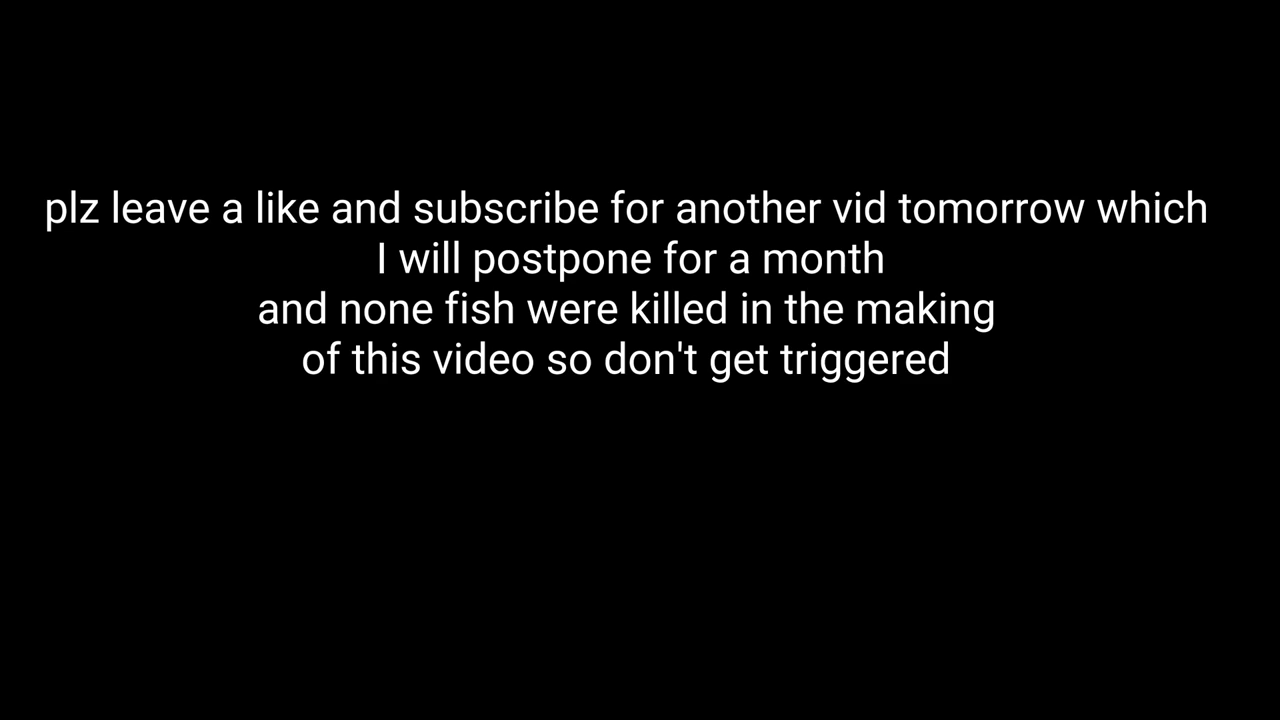 plz leave a like and subscribe for another vid tomorrow which
I will postpone for a month
and none fish were killed in the making
of this video so don't get triggered